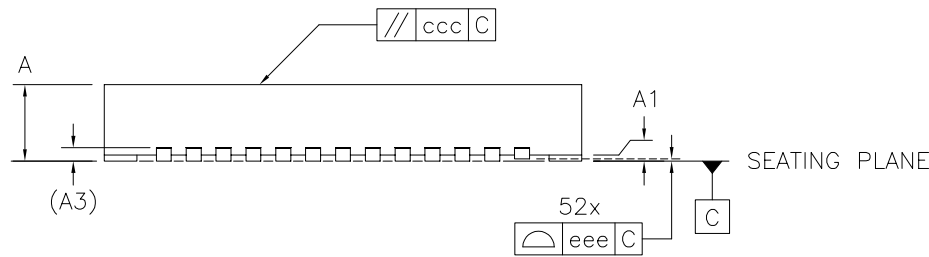 // ccc C
A
A1
SEATING PLANE
(A3)
52x
C
⌓ eee C